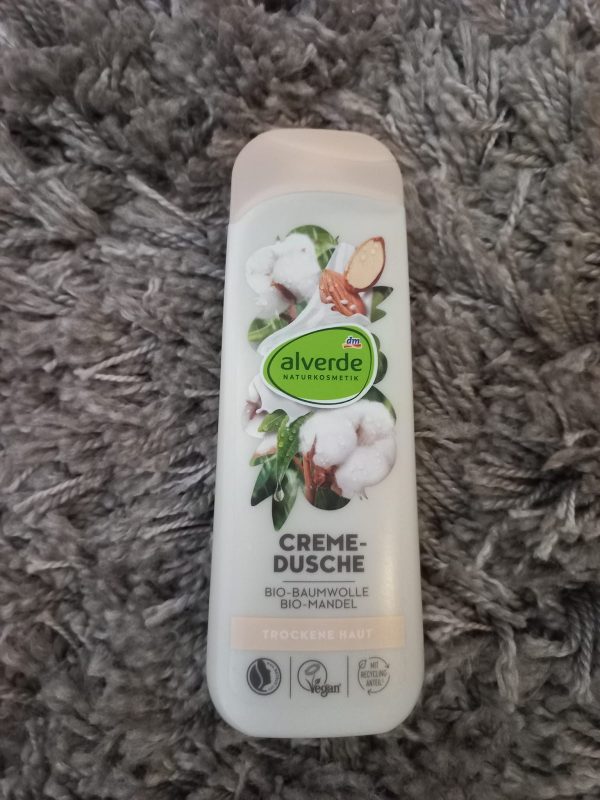 dm
alverde
NATURKOSMETIK
CREME-
DUSCHE
BIO-BAUMWOLLE
BIO-MANDEL
TROCKENE HAUT
Vegan
MIT
RECYCLING
ANTEIL